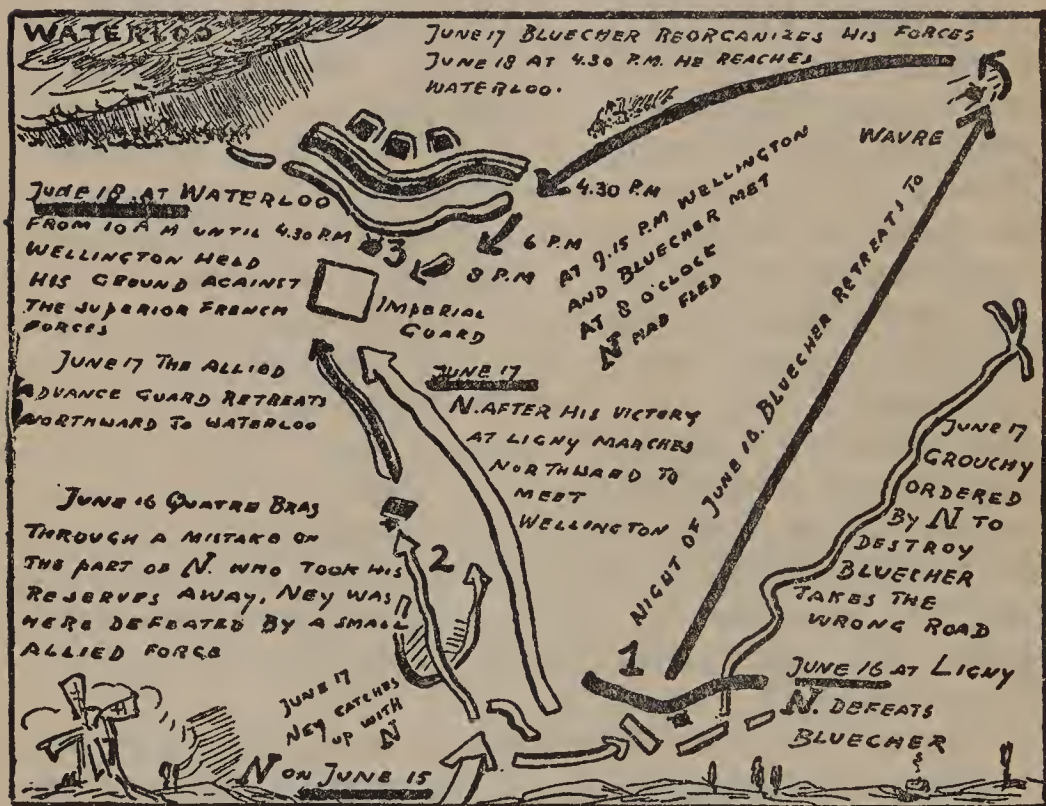 WATERLOO
JUNE 17 BLUECHER REORGANIZES HIS FORCES
JUNE 18 AT 4.30 P.M. HE REACHES
WATERLOO.
WAVRE
4.30 P.M
6 P.M
8 P.M
3
IMPERIAL
GUARD
JUNE 18. AT WATERLOO
FROM 10 A M UNTIL 4.30 P.M
WELLINGTON HELD
HIS GROUND AGAINST
THE SUPERIOR FRENCH
FORCES
AT 9.15 P.M WELLINGTON
AND BLUECHER MET
AT 8 O'CLOCK
N HAD FLED
NIGHT OF JUNE 16. BLUECHER RETREATS TO
JUNE 17 THE ALLIED
ADVANCE GUARD RETREATS
NORTHWARD TO WATERLOO
JUNE 17
N. AFTER HIS VICTORY
AT LIGNY MARCHES
NORTHWARD TO
MEET
WELLINGTON
JUNE 17
GROUCHY
ORDERED
BY N TO
DESTROY
BLUECHER
TAKES THE
WRONG ROAD
JUNE 16 QUATRE BRAS
THROUGH A MISTAKE ON
THE PART OF N. WHO TOOK HIS
RESERVES AWAY, NEY WAS
HERE DEFEATED BY A SMALL
ALLIED FORCE
2
1
JUNE 17
NEY CATCHES
UP WITH
N
JUNE 16 AT LIGNY
N. DEFEATS
BLUECHER
N ON JUNE 15